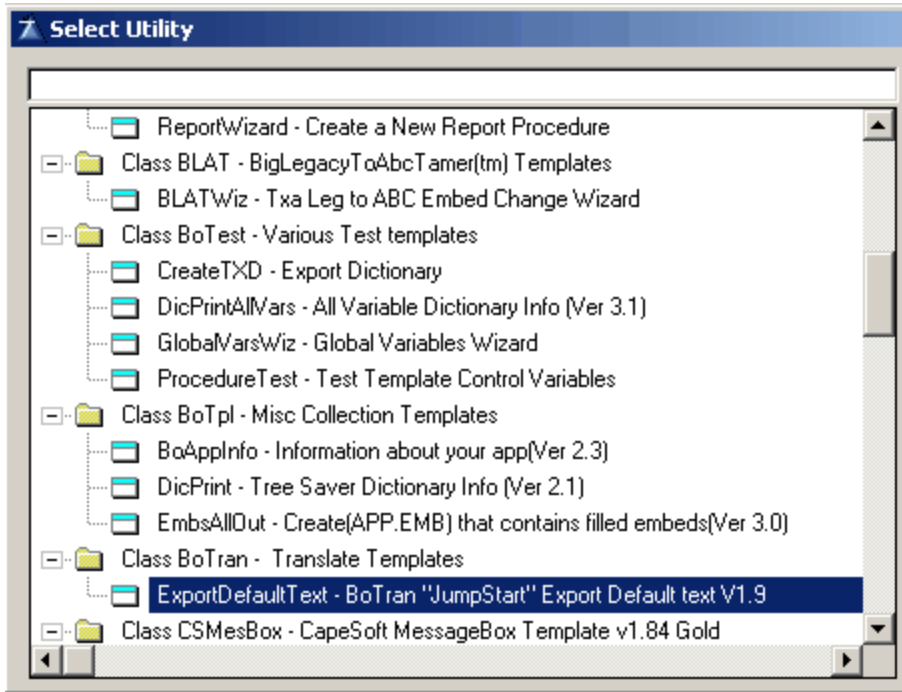 Select Utility
ReportWizard - Create a New Report Procedure
Class BLAT - BigLegacyToAbcTamer(tm) Templates
BLATWiz - Txa Leg to ABC Embed Change Wizard
Class BoTest - Various Test templates
CreateTXD - Export Dictionary
DicPrintAllVars - All Variable Dictionary Info (Ver 3.1)
GlobalVarsWiz - Global Variables Wizard
ProcedureTest - Test Template Control Variables
Class BoTpl - Misc Collection Templates
BoAppInfo - Information about your app(Ver 2.3)
DicPrint - Tree Saver Dictionary Info (Ver 2.1)
EmbsAllOut - Create(APP.EMB) that contains filled embeds(Ver 3.0)
Class BoTran -  Translate Templates
ExportDefaultText - BoTran "JumpStart" Export Default text V1.9
Class CSMesBox - CapeSoft MessageBox Template v1.84 Gold